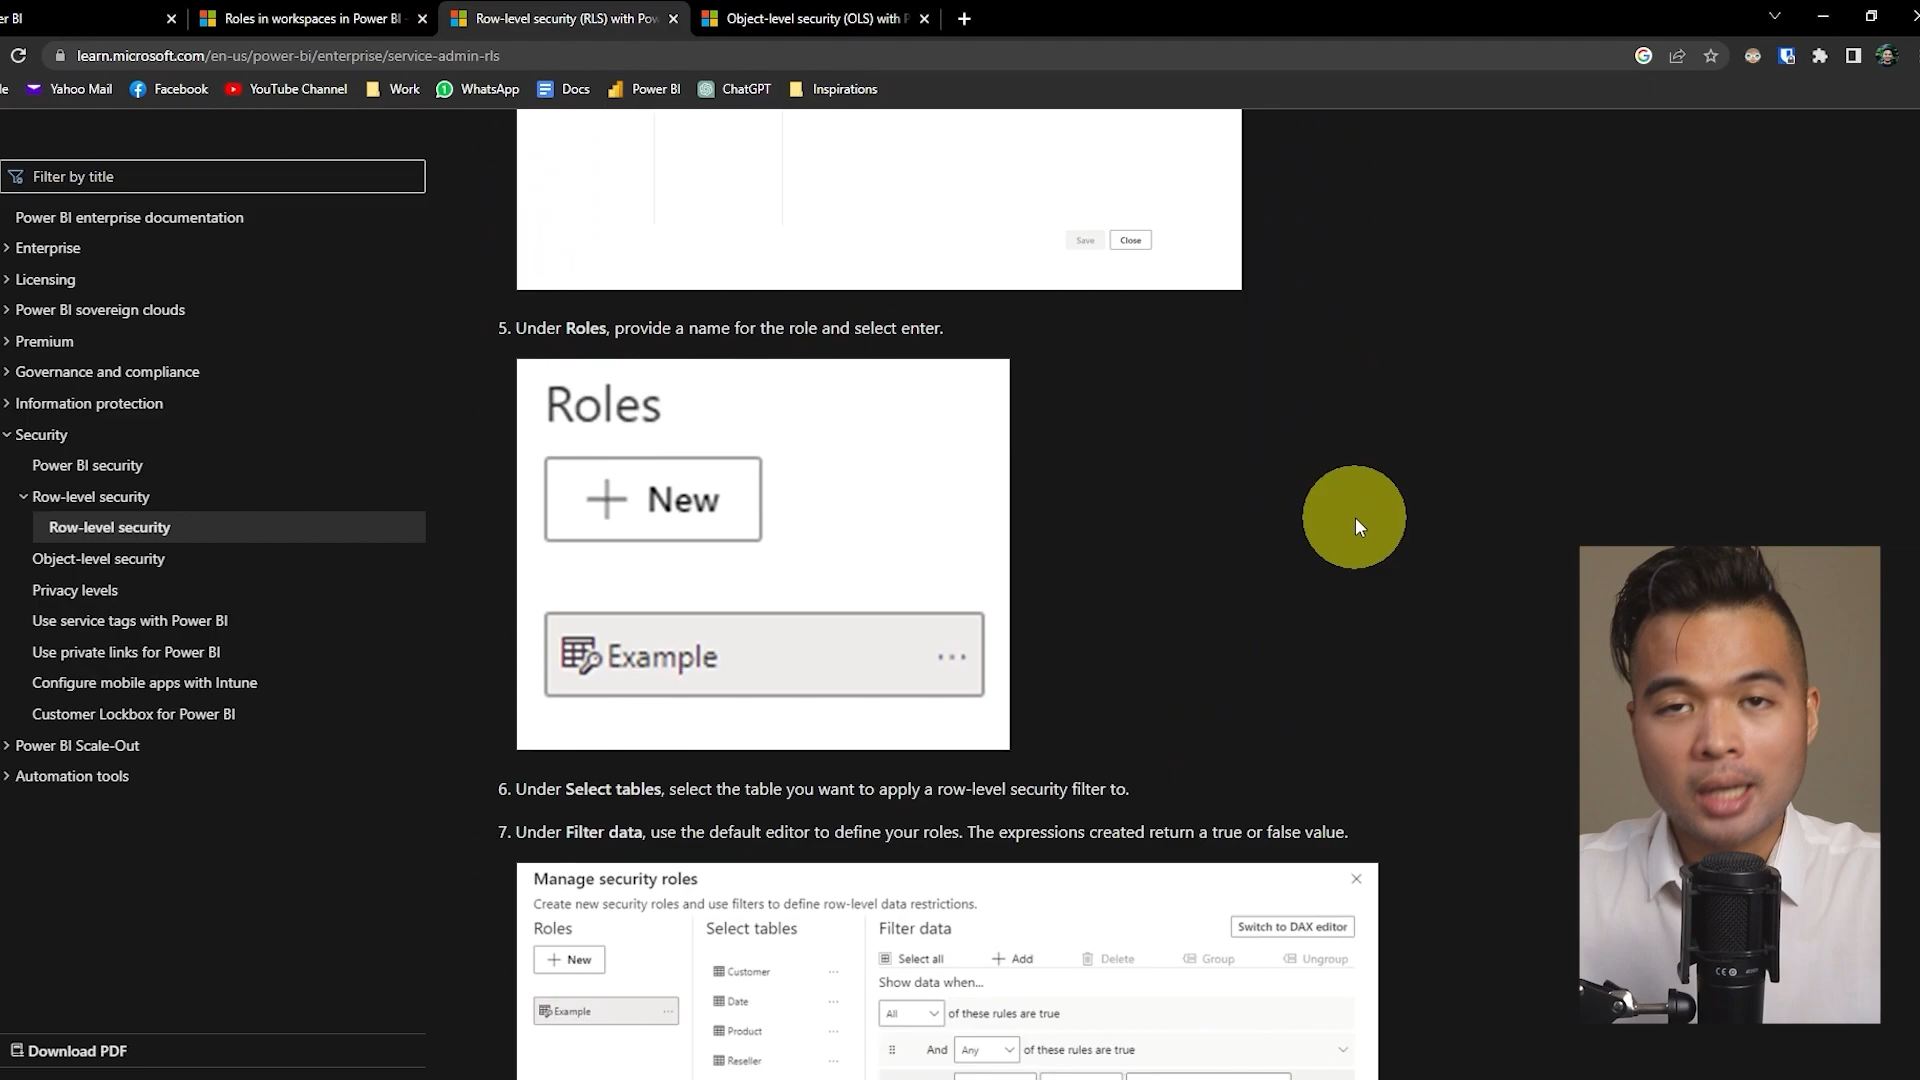 er BI
Roles in workspaces in Power BI -
Row-level security (RLS) with Pow
Object-level security (OLS) with P
learn.microsoft.com/en-us/power-bi/enterprise/service-admin-rls
le
Yahoo Mail
Facebook
YouTube Channel
Work
WhatsApp
Docs
Power BI
ChatGPT
Inspirations
Filter by title
Power BI enterprise documentation
Enterprise
Licensing
Power BI sovereign clouds
Premium
Governance and compliance
Information protection
Security
Power BI security
Row-level security
Row-level security
Object-level security
Privacy levels
Use service tags with Power BI
Use private links for Power BI
Configure mobile apps with Intune
Customer Lockbox for Power BI
Power BI Scale-Out
Automation tools
Download PDF
Save
Close
5. Under Roles, provide a name for the role and select enter.
Roles
+ New
Example
...
6. Under Select tables, select the table you want to apply a row-level security filter to.
7. Under Filter data, use the default editor to define your roles. The expressions created return a true or false value.
Manage security roles
Create new security roles and use filters to define row-level data restrictions.
Roles
Select tables
Filter data
Switch to DAX editor
+ New
Select all
+ Add
Delete
Group
Ungroup
Customer
Show data when...
Date
Example
All
of these rules are true
Product
And
Any
of these rules are true
Reseller